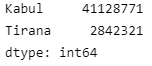 Kabul     41128771
Tirana     2842321
dtype: int64